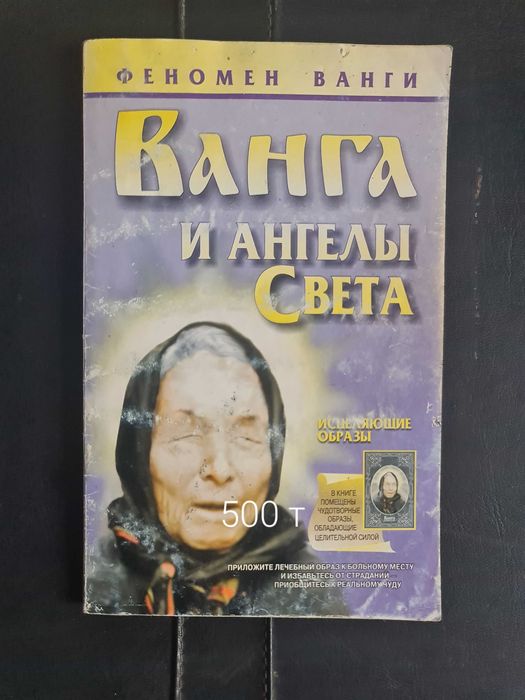 ФЕНОМЕН ВАНГИ
ВАНГА
И АНГЕЛЫ
СВЕТА
ИСЦЕЛЯЮЩИЕ
ОБРАЗЫ
В КНИГЕ
ПОМЕЩЕНЫ
ЧУДОТВОРНЫЕ
ОБРАЗЫ,
ОБЛАДАЮЩИЕ
ЦЕЛИТЕЛЬНОЙ СИЛОЙ
500 т
ПРИЛОЖИТЕ ЛЕЧЕБНЫЙ ОБРАЗ К БОЛЬНОМУ МЕСТУ
И ИЗБАВЬТЕСЬ ОТ СТРАДАНИЙ —
ПРИОБЩИТЕСЬ К РЕАЛЬНОМУ ЧУДУ